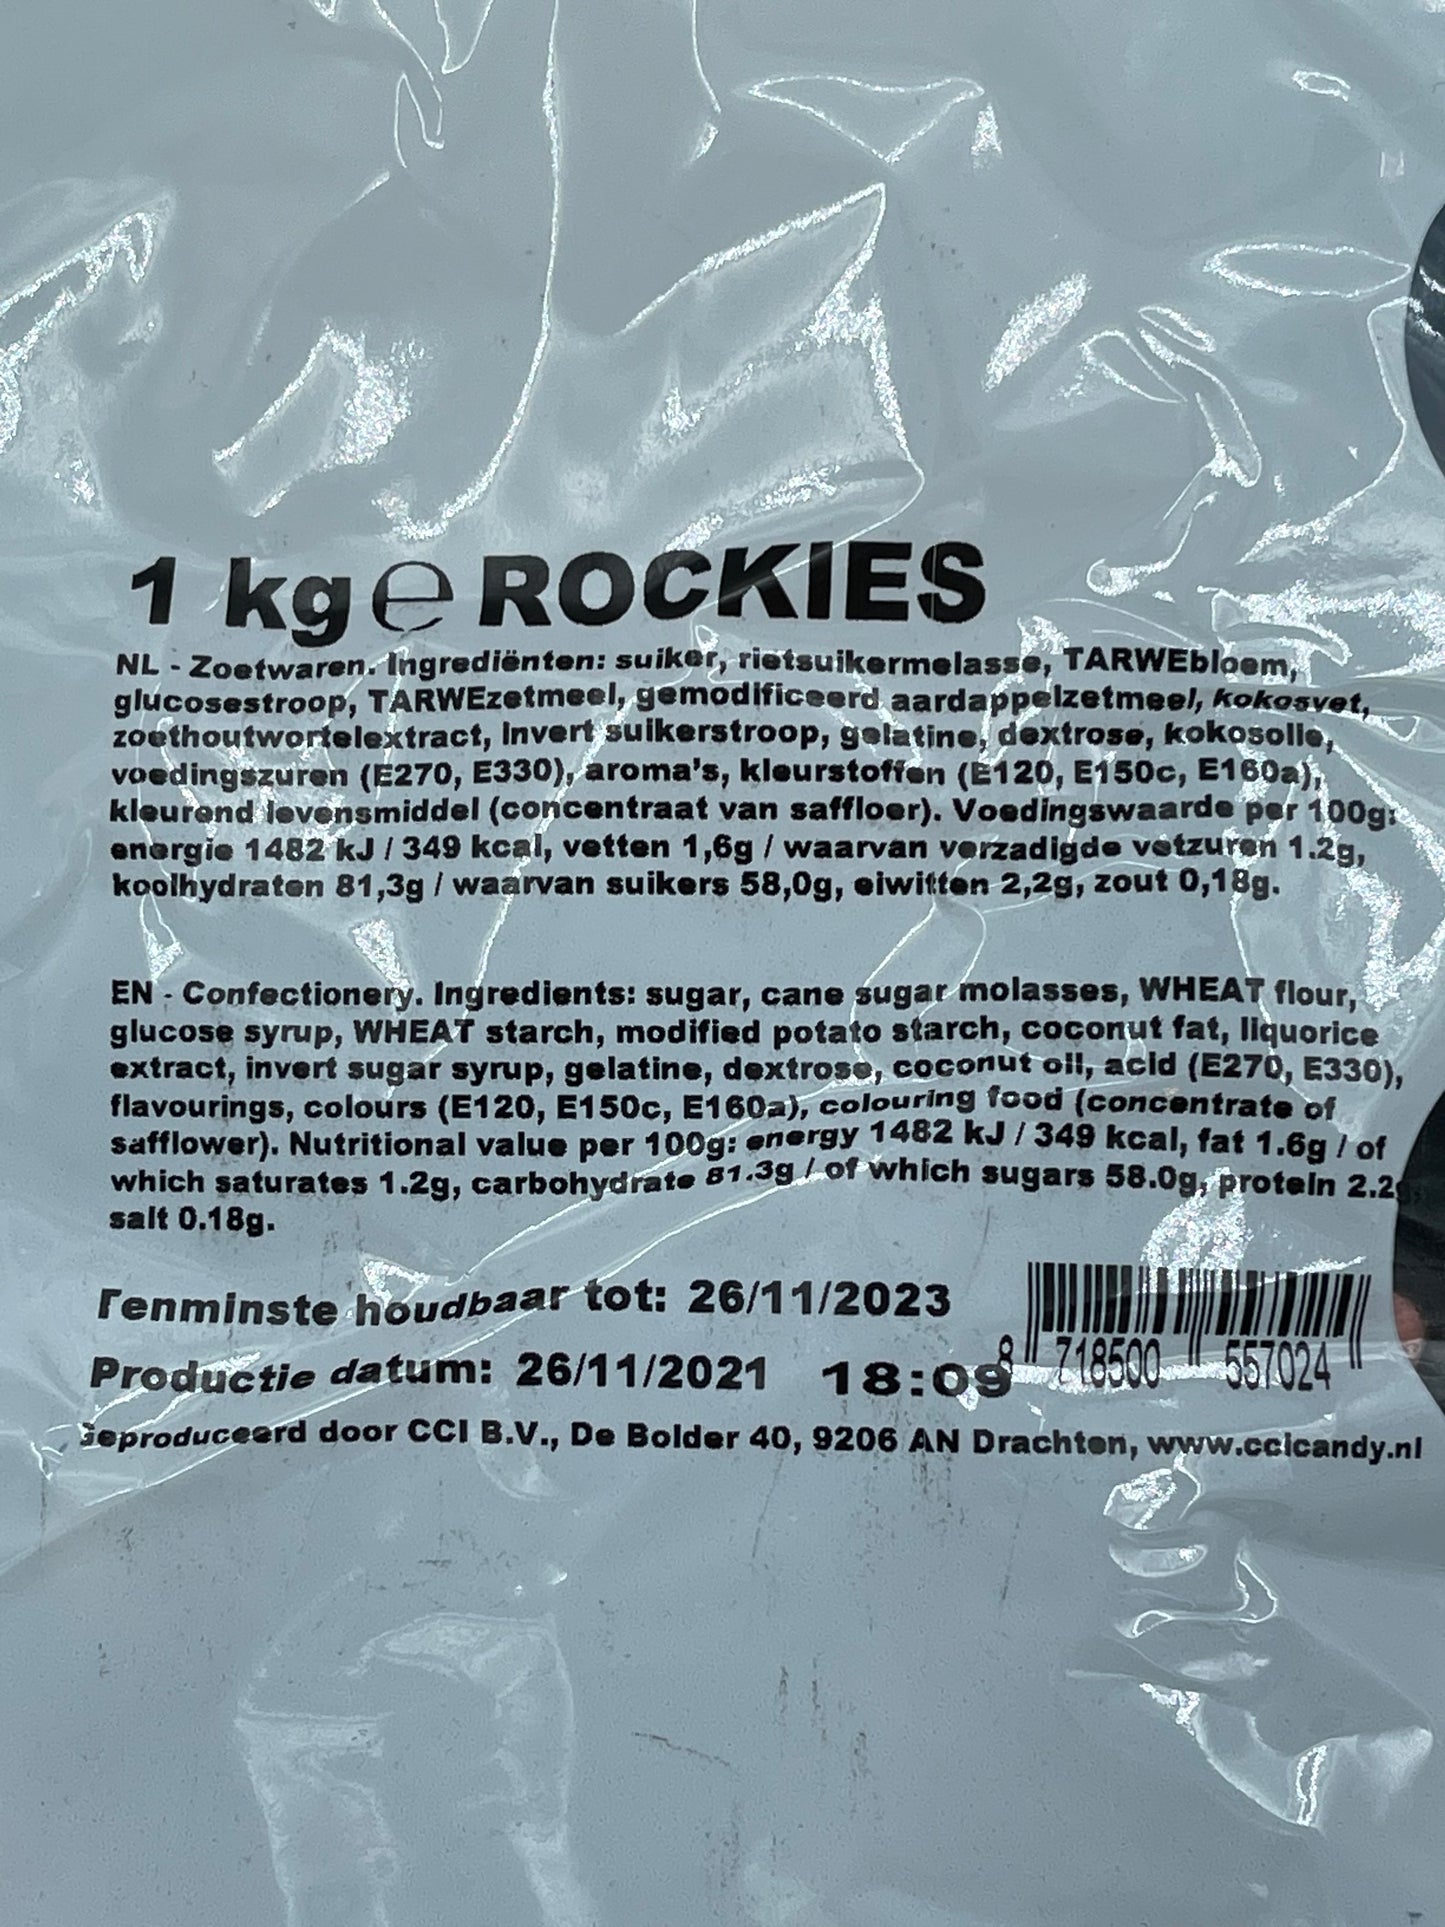 1 kg ℮ ROCKIES
NL - Zoetwaren. Ingrediënten: suiker, rietsuikermelasse, TARWEbloem,
glucosestroop, TARWEzetmeel, gemodificeerd aardappelzetmeel, kokosvet,
zoethoutwortelextract, invert suikerstroop, gelatine, dextrose, kokosolie,
voedingszuren (E270, E330), aroma's, kleurstoffen (E120, E150c, E160a),
kleurend levensmiddel (concentraat van saffloer). Voedingswaarde per 100g:
energie 1482 kJ / 349 kcal, vetten 1,6g / waarvan verzadigde vetzuren 1.2g,
koolhydraten 81,3g / waarvan suikers 58,0g, eiwitten 2,2g, zout 0,18g.
EN - Confectionery. Ingredients: sugar, cane sugar molasses, WHEAT flour,
glucose syrup, WHEAT starch, modified potato starch, coconut fat, liquorice
extract, invert sugar syrup, gelatine, dextrose, coconut oil, acid (E270, E330),
flavourings, colours (E120, E150c, E160a), colouring food (concentrate of
safflower). Nutritional value per 100g: energy 1482 kJ / 349 kcal, fat 1.6g / of
which saturates 1.2g, carbohydrate 81.3g / of which sugars 58.0g, protein 2.2g,
salt 0.18g.
Tenminste houdbaar tot: 26/11/2023
Productie datum: 26/11/2021 18:09
8 718500 557024
Geproduceerd door CCI B.V., De Bolder 40, 9206 AN Drachten, www.ccicandy.nl